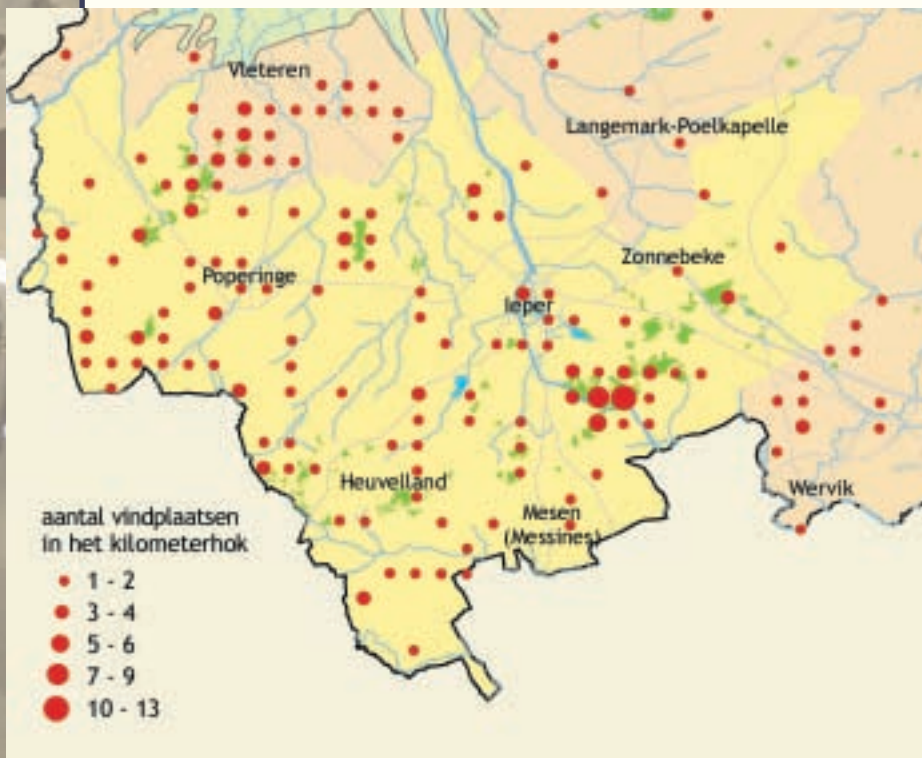 Vleteren
Langemark-Poelkapelle
Zonnebeke
Poperinge
Ieper
Heuvelland
Mesen
(Messines)
Wervik
aantal vindplaatsen
in het kilometerhok
1 - 2
3 - 4
5 - 6
7 - 9
10 - 13